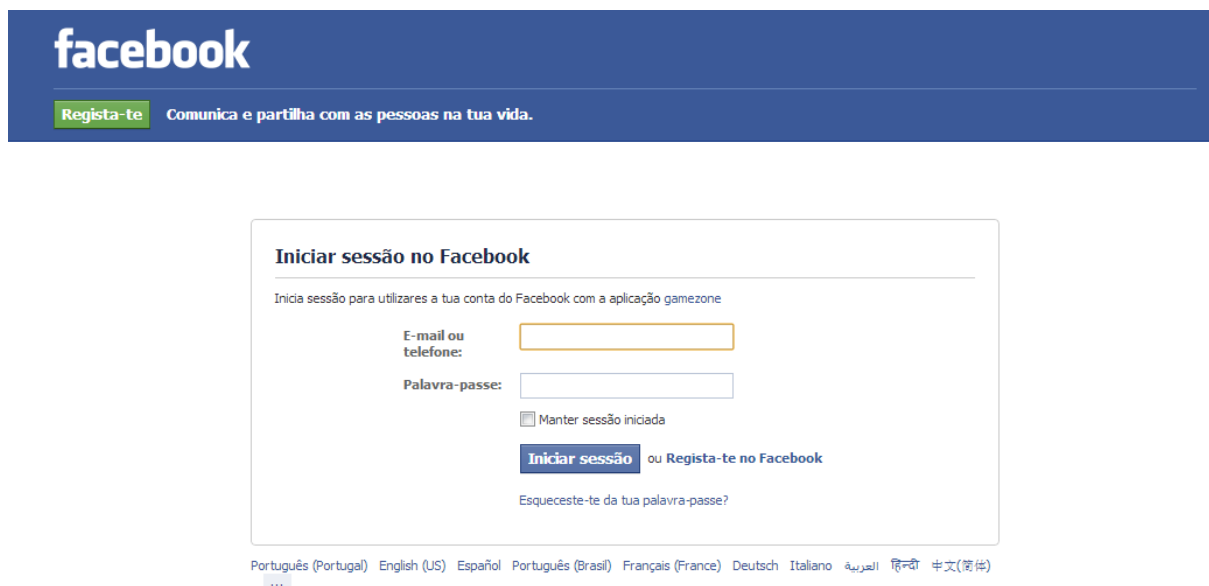 facebook
Regista-te Comunica e partilha com as pessoas na tua vida.
Iniciar sessão no Facebook
Inicia sessão para utilizares a tua conta do Facebook com a aplicação gamezone
E-mail ou
telefone:
Palavra-passe:
Manter sessão iniciada
Iniciar sessão ou Regista-te no Facebook
Esqueceste-te da tua palavra-passe?
Português (Portugal) English (US) Español Português (Brasil) Français (France) Deutsch Italiano العربية हिन्दी 中文(简体)
...